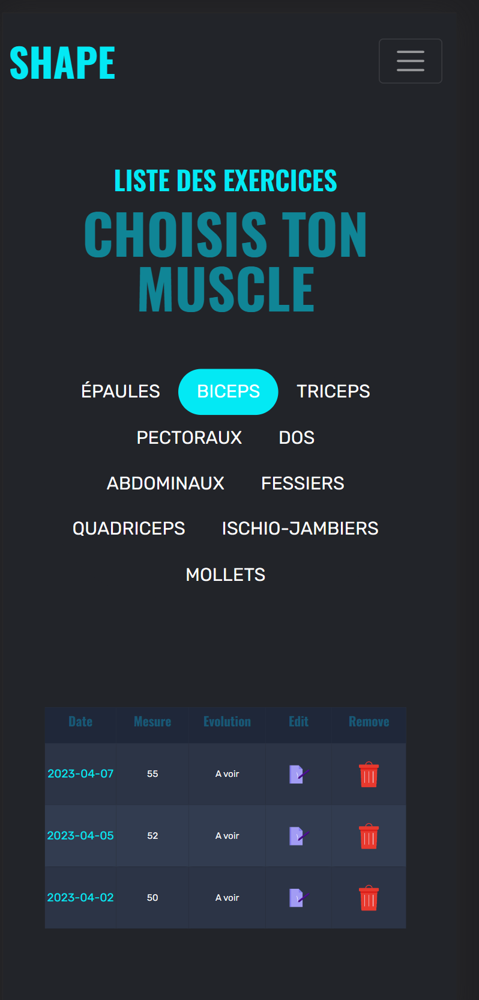 SHAPE
LISTE DES EXERCICES
CHOISIS TON
MUSCLE
ÉPAULES BICEPS TRICEPS
PECTORAUX DOS
ABDOMINAUX FESSIERS
QUADRICEPS ISCHIO-JAMBIERS
MOLLETS
Date Mesure Evolution Edit Remove
2023-04-07 55 A voir
2023-04-05 52 A voir
2023-04-02 50 A voir